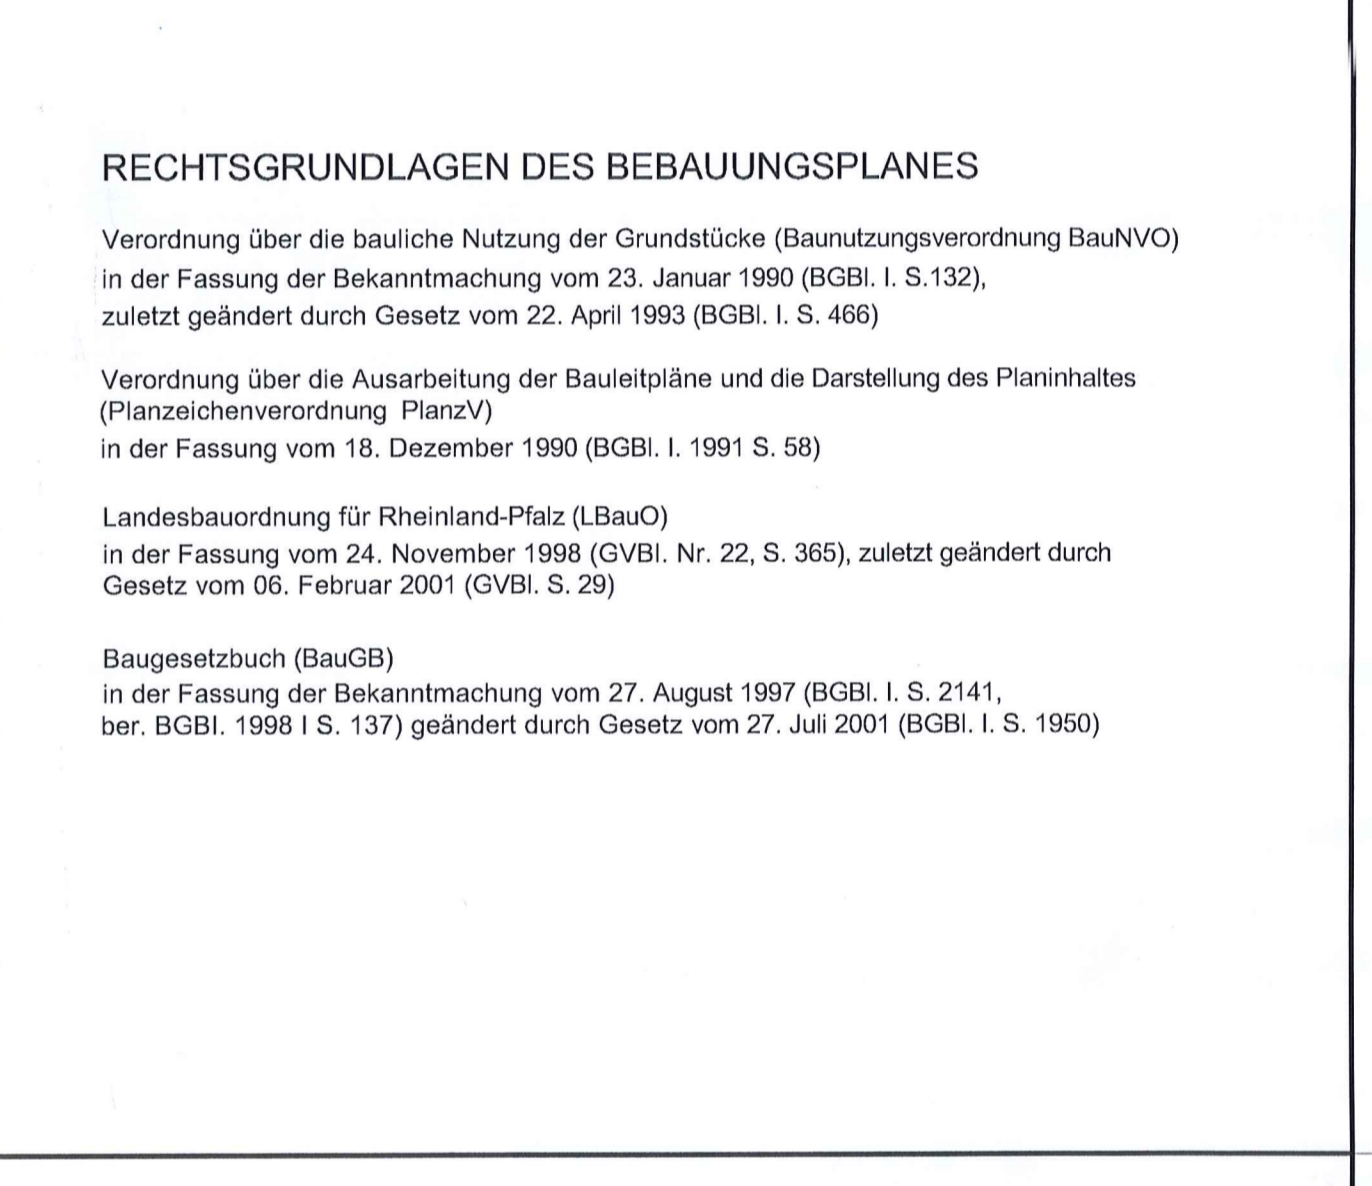 RECHTSGRUNDLAGEN DES BEBAUUNGSPLANES
Verordnung über die bauliche Nutzung der Grundstücke (Baunutzungsverordnung BauNVO)
in der Fassung der Bekanntmachung vom 23. Januar 1990 (BGBl. I. S.132),
zuletzt geändert durch Gesetz vom 22. April 1993 (BGBl. I. S. 466)
Verordnung über die Ausarbeitung der Bauleitpläne und die Darstellung des Planinhaltes
(Planzeichenverordnung PlanzV)
in der Fassung vom 18. Dezember 1990 (BGBl. I. 1991 S. 58)
Landesbauordnung für Rheinland-Pfalz (LBauO)
in der Fassung vom 24. November 1998 (GVBl. Nr. 22, S. 365), zuletzt geändert durch
Gesetz vom 06. Februar 2001 (GVBl. S. 29)
Baugesetzbuch (BauGB)
in der Fassung der Bekanntmachung vom 27. August 1997 (BGBl. I. S. 2141,
ber. BGBl. 1998 I S. 137) geändert durch Gesetz vom 27. Juli 2001 (BGBl. I. S. 1950)